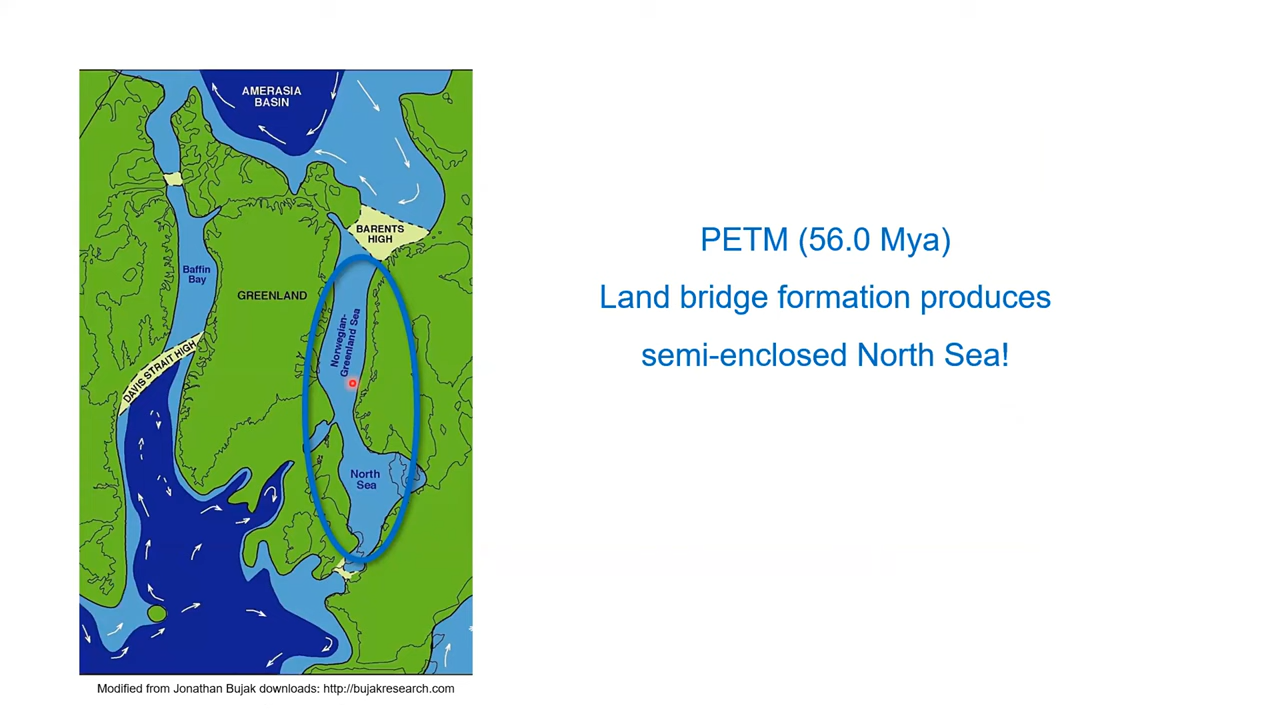 AMERASIA
BASIN
BARENTS
HIGH
Baffin
Bay
GREENLAND
Norwegian-
Greenland Sea
DAVIS STRAIT HIGH
North
Sea
PETM (56.0 Mya)
Land bridge formation produces
semi-enclosed North Sea!
Modified from Jonathan Bujak downloads: http://bujakresearch.com